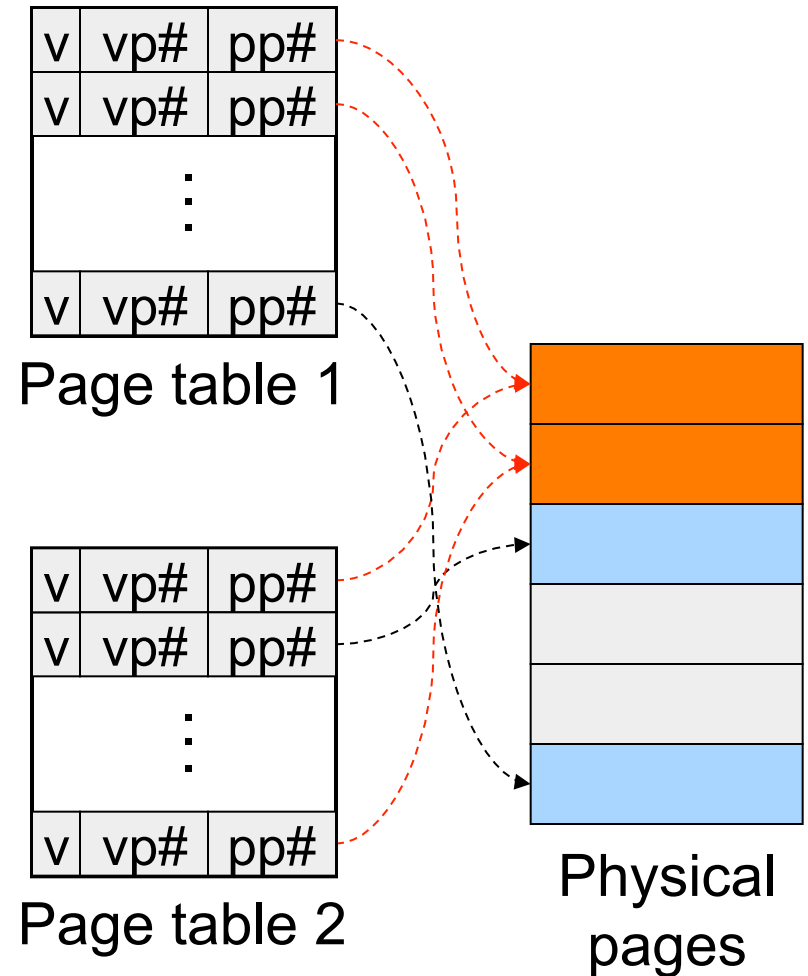 v vp# pp#
v vp# pp#
⋮
v vp# pp#
Page table 1
v vp# pp#
v vp# pp#
⋮
v vp# pp#
Page table 2
Physical
pages